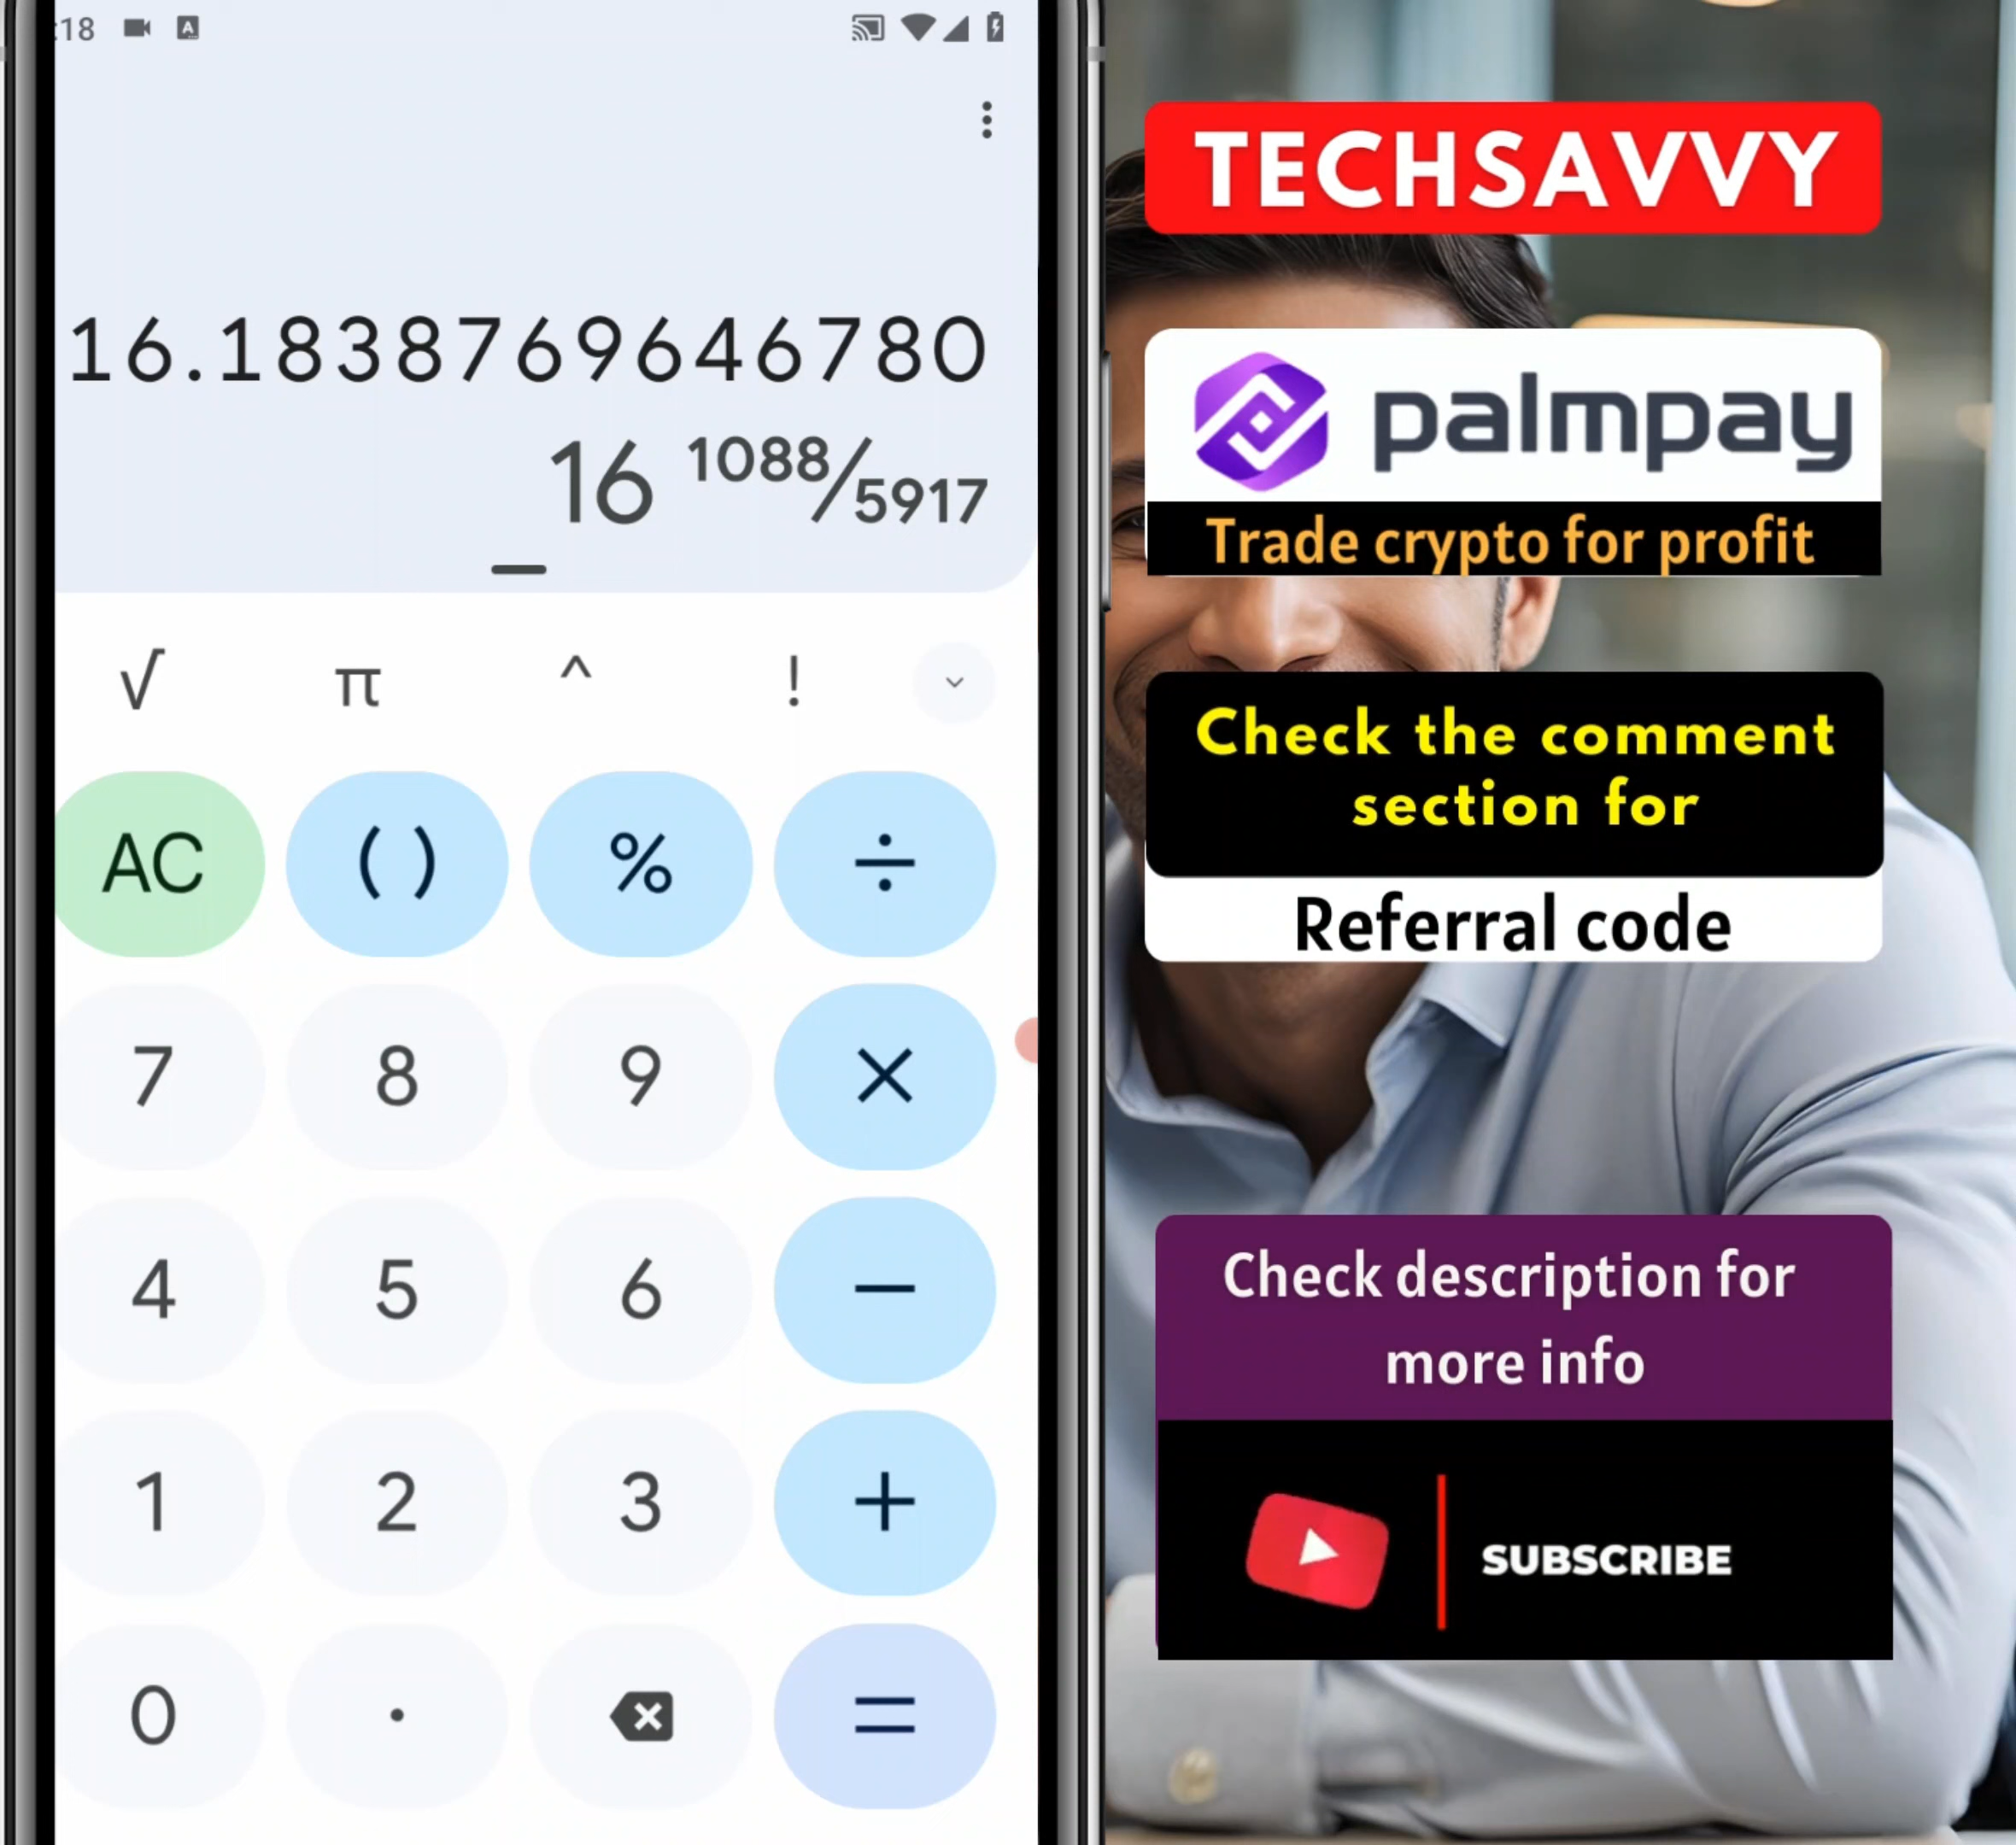 :18
16.1838769646780
16 1088/5917
√ π ^ !
AC ( ) % ÷
7 8 9 ×
4 5 6 −
1 2 3 +
0 . =
TECHSAVVY
palmpay
Trade crypto for profit
Check the comment
section for
Referral code
Check description for
more info
SUBSCRIBE